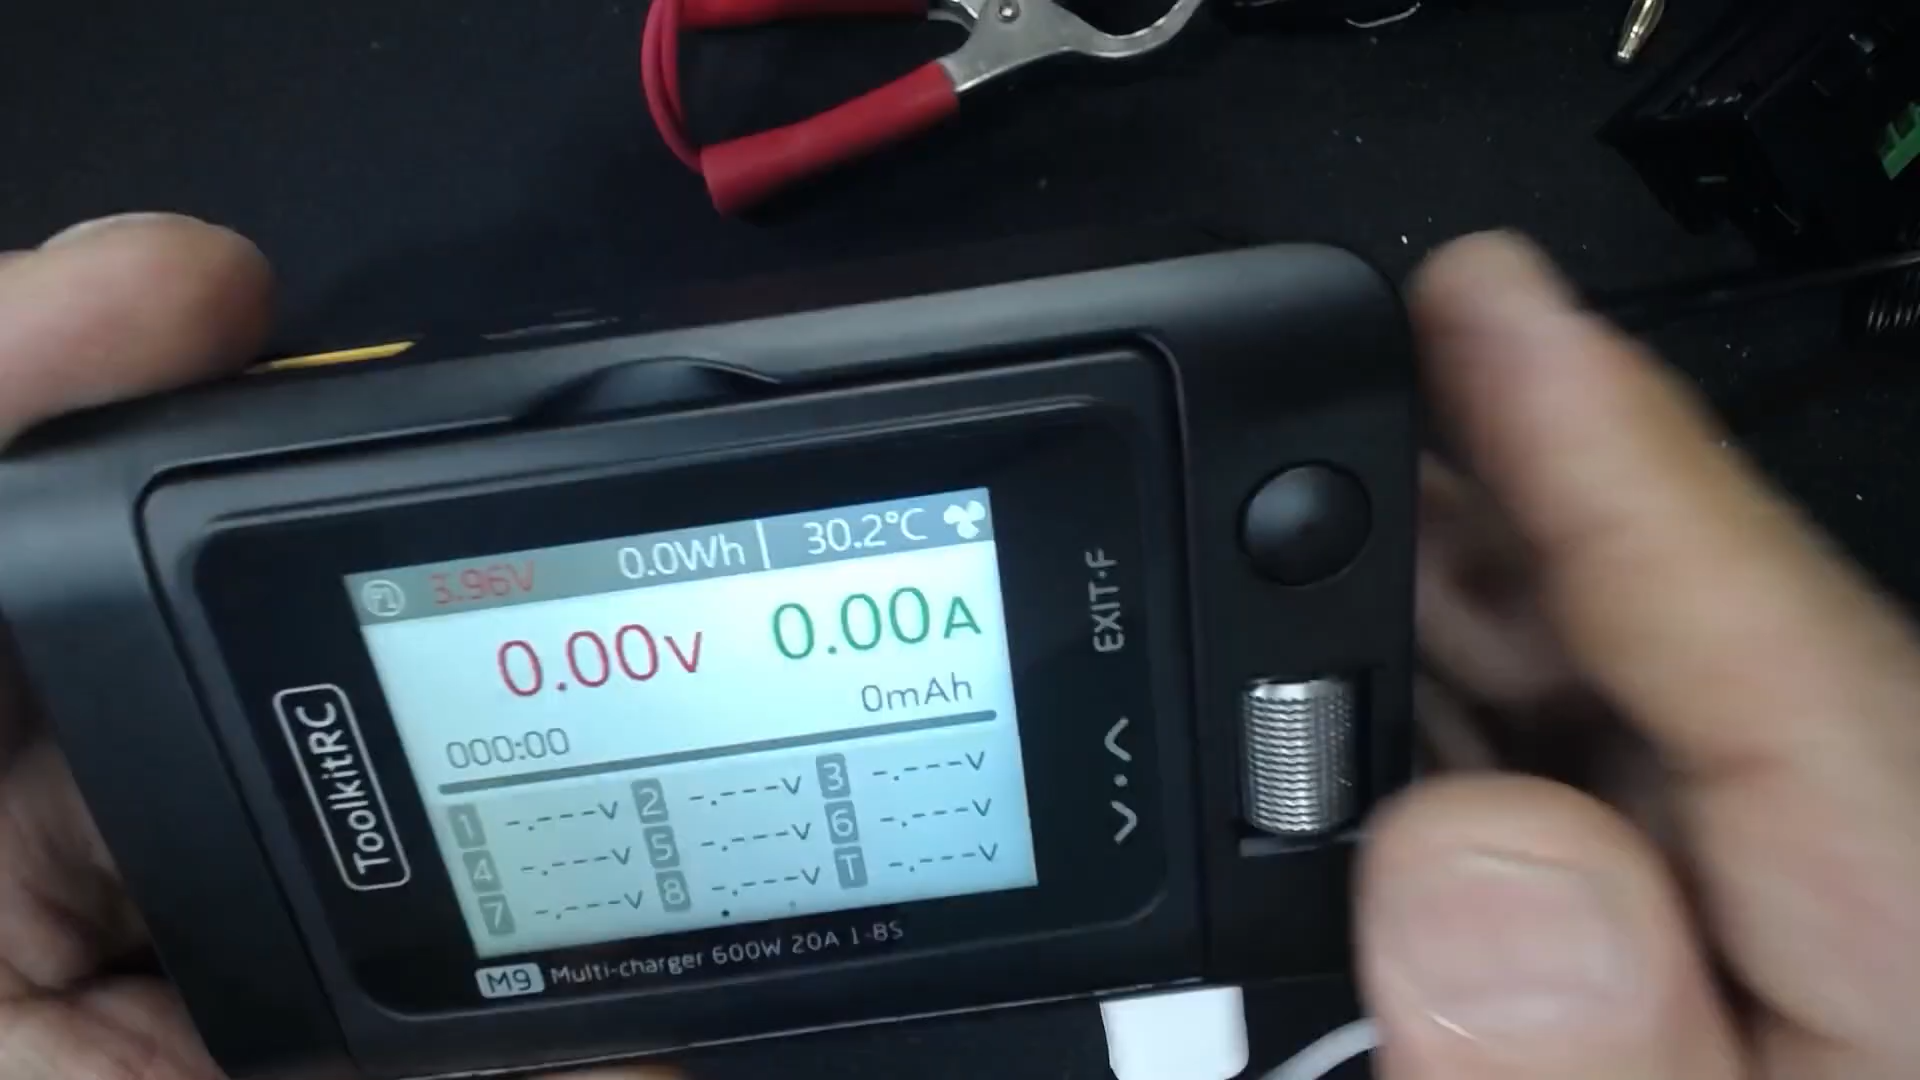 3.96V 0.0Wh 30.2°C
0.00V 0.00A
0mAh
000:00
1 -.---V 2 -.---V 3 -.---V
4 -.---V 5 -.---V 6 -.---V
7 -.---V 8 -.---V T -.---V
ToolkitRC
EXIT·F
M9 Multi-charger 600W 20A 1-8S